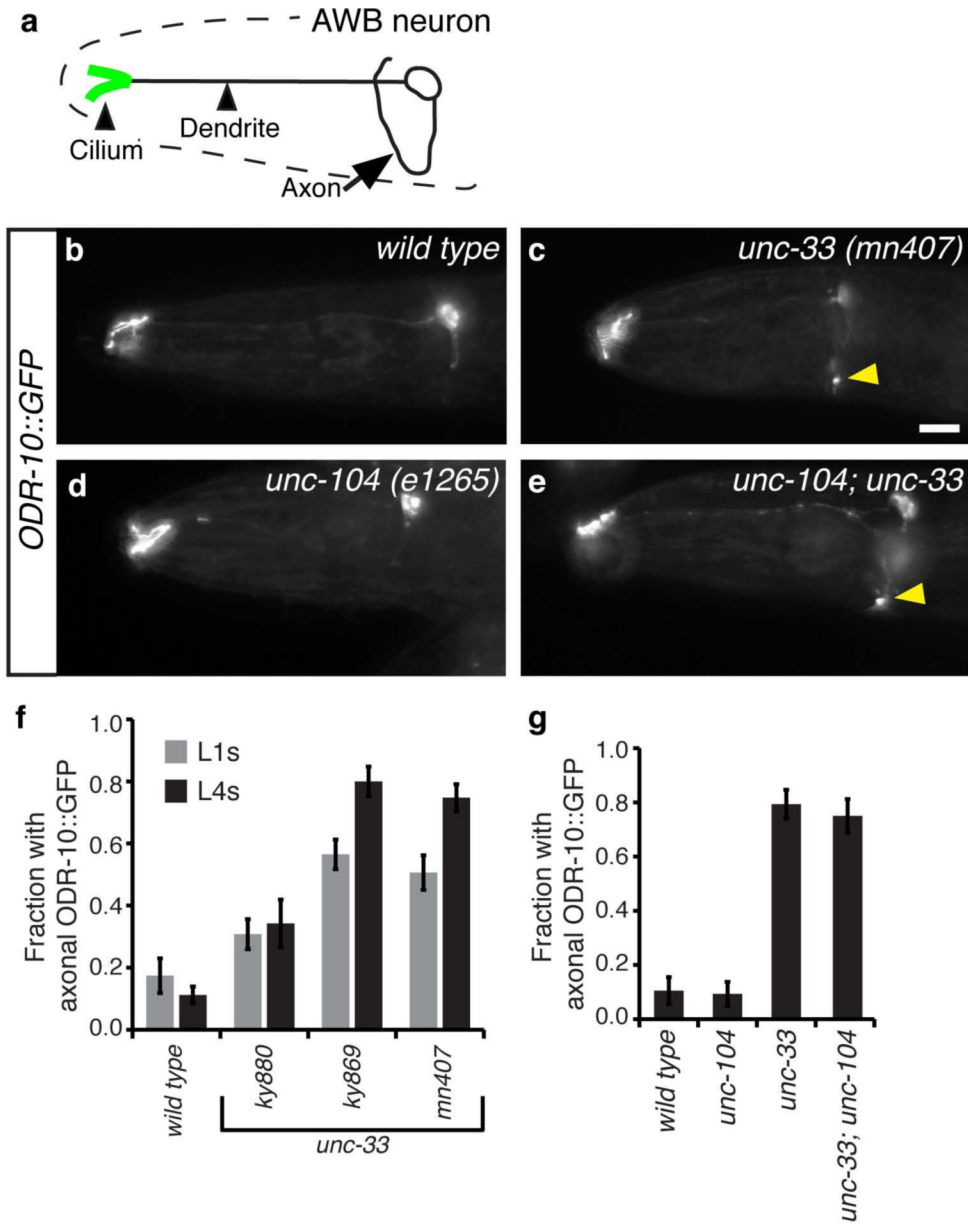 a
AWB neuron
Cilium
Dendrite
Axon
ODR-10::GFP
b
wild type
c
unc-33 (mn407)
d
unc-104 (e1265)
e
unc-104; unc-33
f
Fraction with
axonal ODR-10::GFP
1.0
0.8
0.6
0.4
0.2
0.0
L1s
L4s
wild type
ky880
ky869
mn407
unc-33
g
Fraction with
axonal ODR-10::GFP
1.0
0.8
0.6
0.4
0.2
0.0
wild type
unc-104
unc-33
unc-33; unc-104